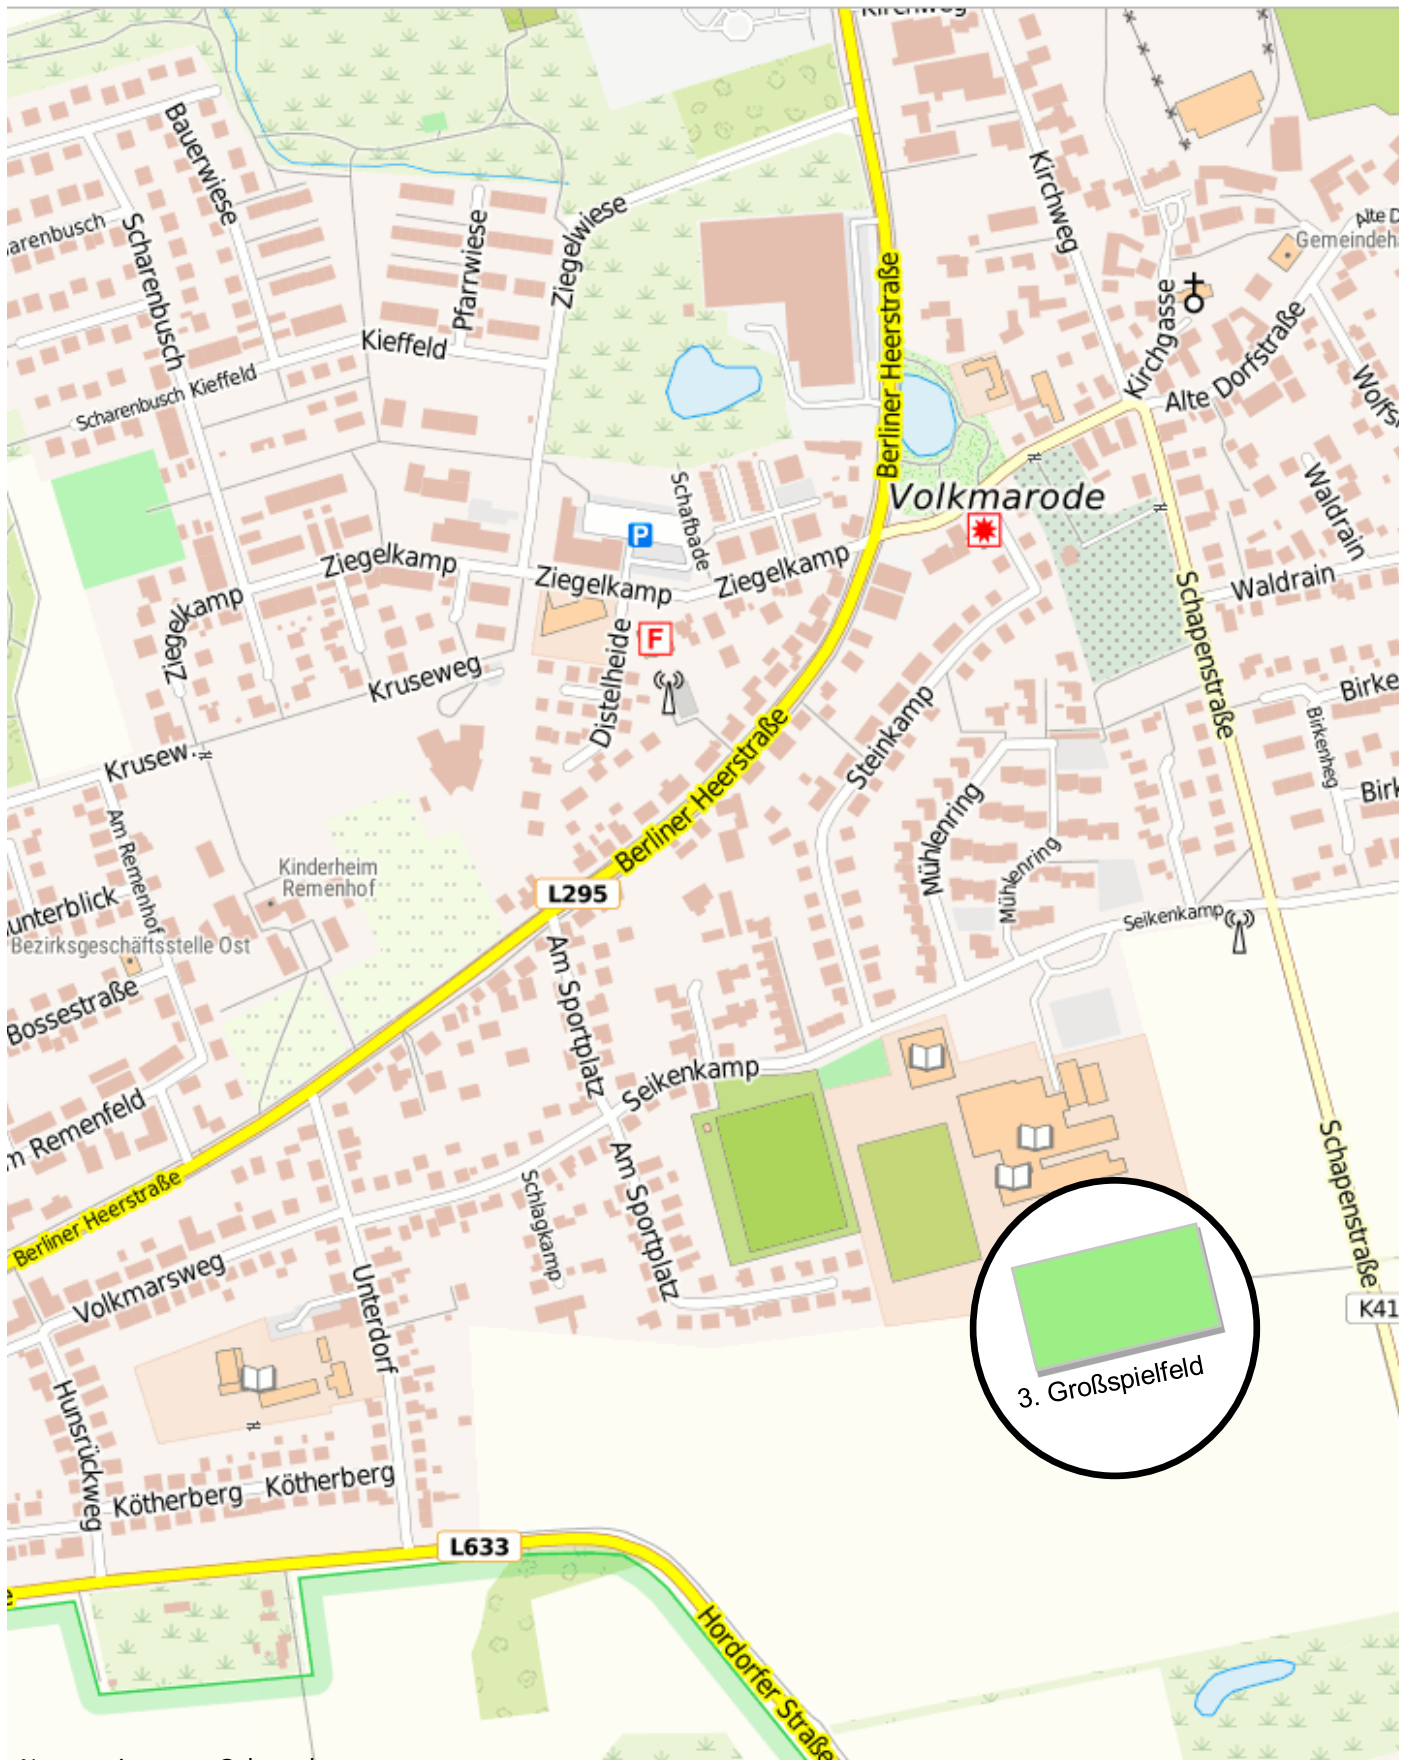 Kirchweg
Bauerwiese
Scharenbusch
arenbusch
Pfarrwiese
Ziegelwiese
Kirchweg
Alte D
Gemeindeh
Berliner Heerstraße
Kirchgasse
Kieffeld
Scharenbusch Kieffeld
Alte Dorfstraße
Wolfs
Berliner Heerstraße
Volkmarode
Schafbade
P
Waldrain
Waldrain
Ziegelkamp
Ziegelkamp
Ziegelkamp
Ziegelkamp
Schapenstraße
F
Distelheide
Kruseweg
Krusew.
Steinkamp
Birke
Birkenheg
Birk
Berliner Heerstraße
Am Remenhof
Mühlenring
Mühlenring
Kinderheim
Remenhof
L295
unterblick
Bezirksgeschäftsstelle Ost
Seikenkamp
Bossestraße
Am Sportplatz
Seikenkamp
m Remenfeld
Am Sportplatz
Schlagkamp
Schapenstraße
Berliner Heerstraße
Volkmarsweg
Unterdorf
K41
3. Großspielfeld
Hunsrückweg
Kötherberg Kötherberg
L633
Hordorfer Straße